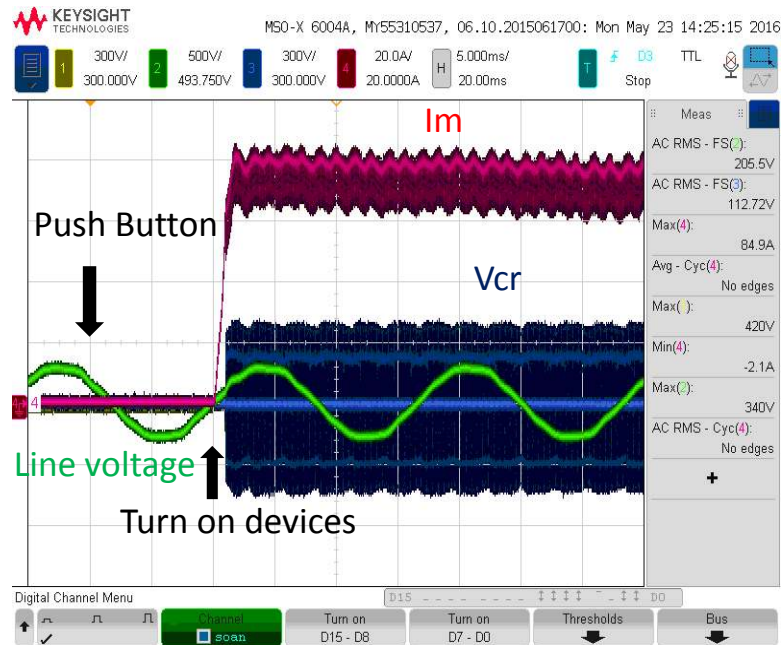 KEYSIGHT
TECHNOLOGIES
MSO-X 6004A, MY55310537, 06.10.2015061700: Mon May 23 14:25:15 2016
1 300V/ 300.000V
2 500V/ 493.750V
3 300V/ 300.000V
4 20.0A/ 20.0000A
H 5.000ms/ 20.00ms
T D3 TTL
Stop
Im
Push Button
Vcr
4
Line voltage
Turn on devices
Meas
AC RMS - FS(2):
205.5V
AC RMS - FS(3):
112.72V
Max(4):
84.9A
Avg - Cyc(4):
No edges
Max(1):
420V
Min(4):
-2.1A
Max(2):
340V
AC RMS - Cyc(4):
No edges
+
Digital Channel Menu
D15 D0
Channel
soan
Turn on
D15 - D8
Turn on
D7 - D0
Thresholds
Bus